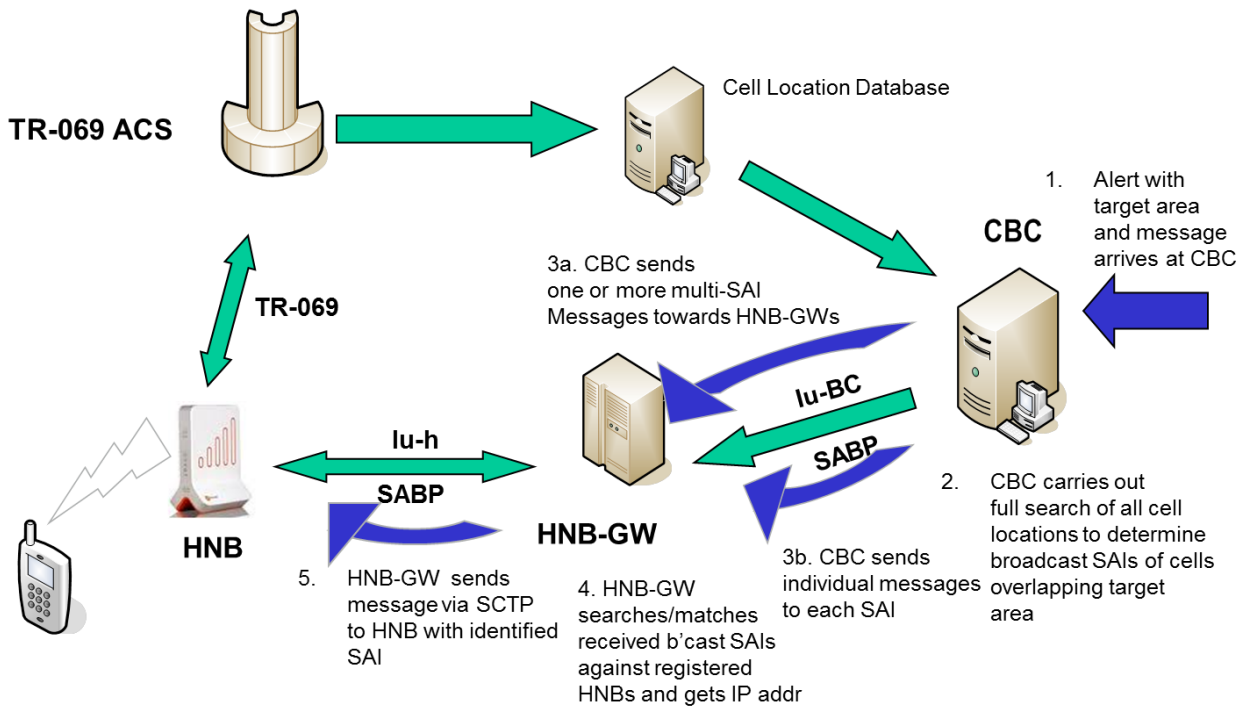 Cell Location Database
TR-069 ACS
1. Alert with
target area
and message
arrives at CBC
CBC
3a. CBC sends
one or more multi-SAI
Messages towards HNB-GWs
TR-069
Iu-BC
SABP
Iu-h
SABP
HNB
HNB-GW
2. CBC carries out
full search of all cell
locations to determine
broadcast SAIs of cells
overlapping target
area
3b. CBC sends
individual messages
to each SAI
4. HNB-GW
searches/matches
received b'cast SAIs
against registered
HNBs and gets IP addr
5. HNB-GW sends
message via SCTP
to HNB with identified
SAI